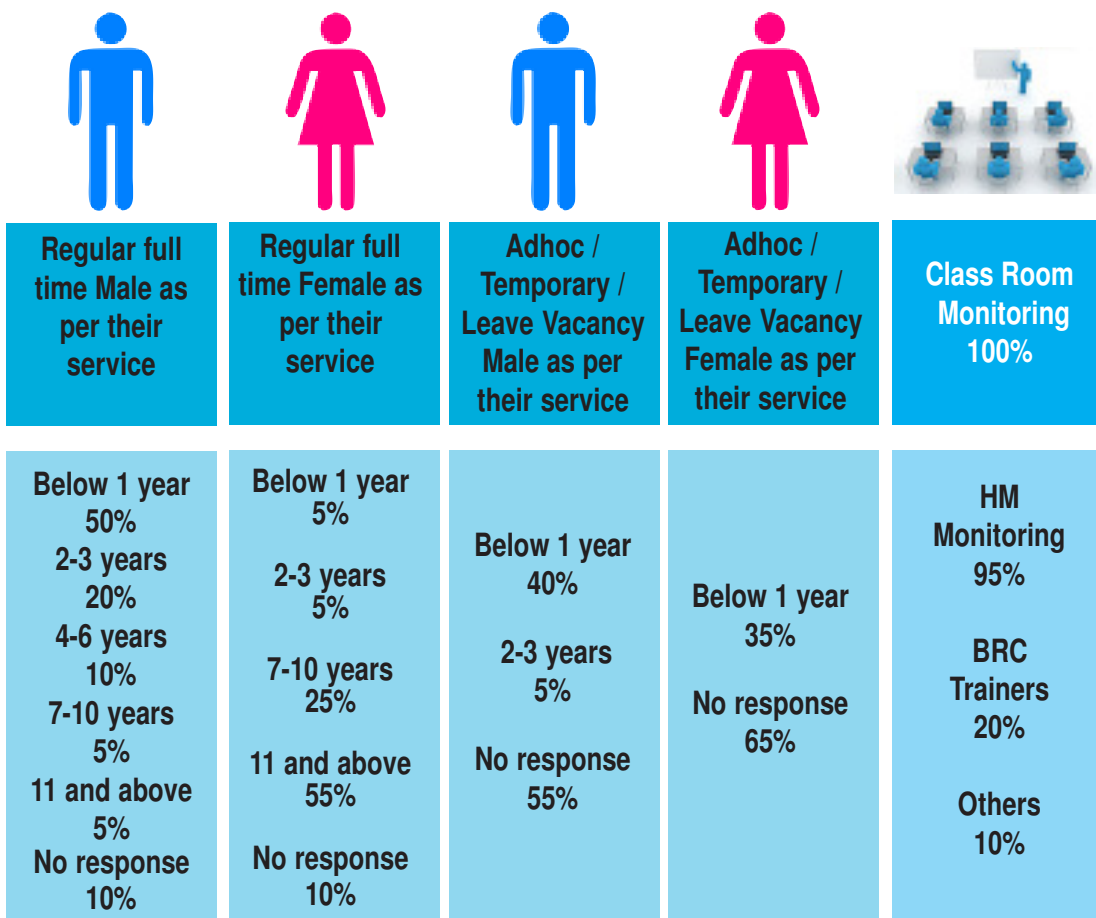 Regular full
time Male as
per their
service
Regular full
time Female as
per their
service
Adhoc /
Temporary /
Leave Vacancy
Male as per
their service
Adhoc /
Temporary /
Leave Vacancy
Female as per
their service
Class Room
Monitoring
100%
Below 1 year
50%
2-3 years
20%
4-6 years
10%
7-10 years
5%
11 and above
5%
No response
10%
Below 1 year
5%
2-3 years
5%
7-10 years
25%
11 and above
55%
No response
10%
Below 1 year
40%
2-3 years
5%
No response
55%
Below 1 year
35%
No response
65%
HM
Monitoring
95%
BRC
Trainers
20%
Others
10%